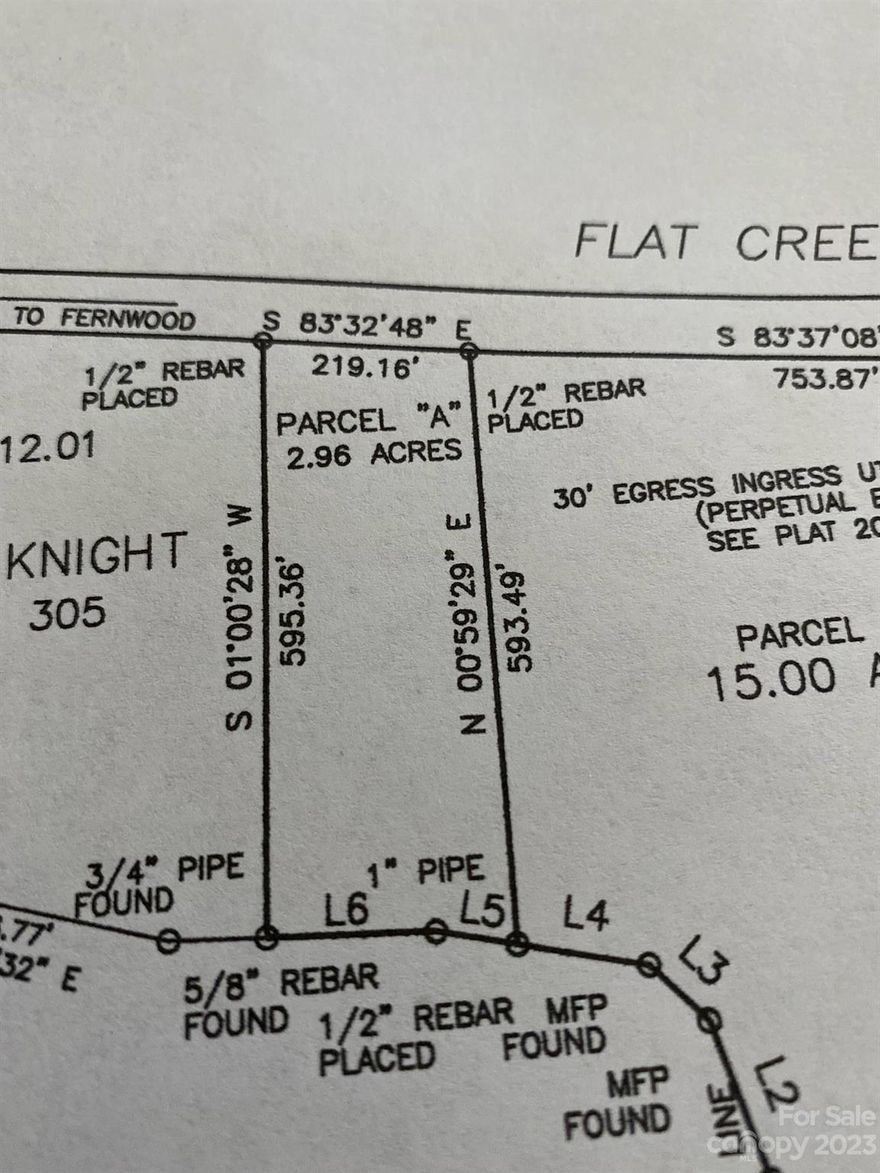 FLAT CREE
TO FERNWOOD
S 83°32'48" E
219.16'
S 83°37'08"
753.87'
1/2" REBAR
PLACED
PARCEL "A"
2.96 ACRES
1/2" REBAR
PLACED
12.01
KNIGHT
305
30' EGRESS INGRESS UT
(PERPETUAL E
SEE PLAT 20
S 01°00'28" W
595.36'
N 00°59'29" E
593.49'
PARCEL
15.00 A
3/4" PIPE
FOUND
1" PIPE
L6
L5
L4
L3
L2
.77'
32" E
5/8" REBAR
FOUND
1/2" REBAR
PLACED
MFP
FOUND
MFP
FOUND
LINE
For Sale
canopy 2023
MLS